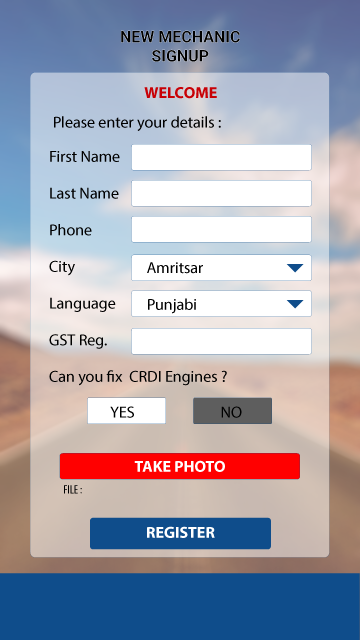 NEW MECHANIC
SIGNUP
WELCOME
Please enter your details :
First Name
Last Name
Phone
City Amritsar
Language Punjabi
GST Reg.
Can you fix CRDI Engines ?
YES NO
TAKE PHOTO
FILE :
REGISTER